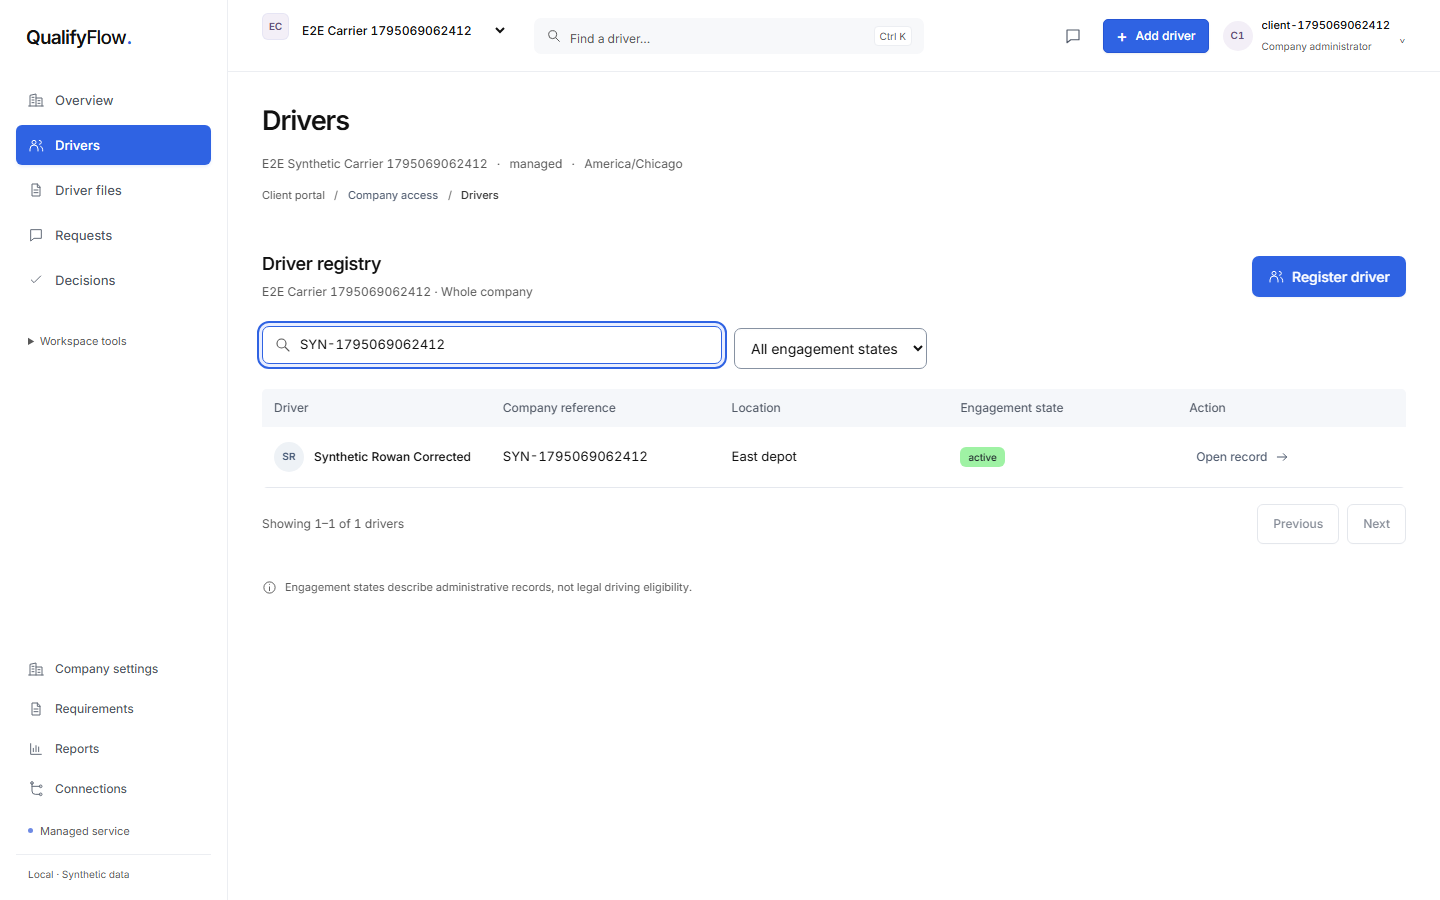 QualifyFlow.
EC E2E Carrier 1795069062412
Find a driver... Ctrl K
+ Add driver
C1 client-1795069062412
Company administrator
Overview
Drivers
Driver files
Requests
Decisions
Workspace tools
Company settings
Requirements
Reports
Connections
Managed service
Local · Synthetic data
Drivers
E2E Synthetic Carrier 1795069062412 · managed · America/Chicago
Client portal / Company access / Drivers
Driver registry
E2E Carrier 1795069062412 · Whole company
Register driver
SYN-1795069062412
All engagement states
Driver Company reference Location Engagement state Action
SR Synthetic Rowan Corrected SYN-1795069062412 East depot active Open record →
Showing 1–1 of 1 drivers
Previous Next
Engagement states describe administrative records, not legal driving eligibility.